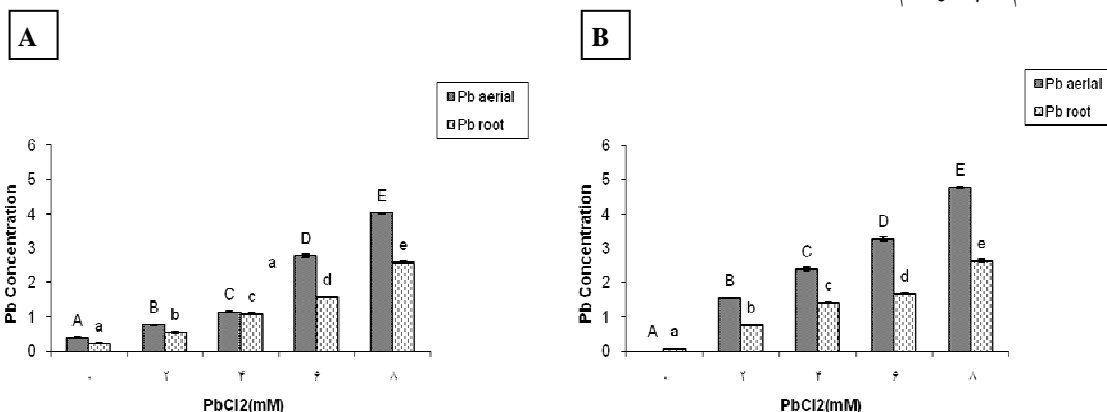 A
Pb aerial
Pb root
Pb Concentration
6
5
4
3
2
1
0
A
a
B
b
C
c
a
D
d
E
e
۰
۲
۴
۶
۸
PbCl2(mM)
B
Pb aerial
Pb root
Pb Concentration
6
5
4
3
2
1
0
A
a
B
b
C
c
D
d
E
e
۰
۲
۴
۶
۸
PbCl2(mM)